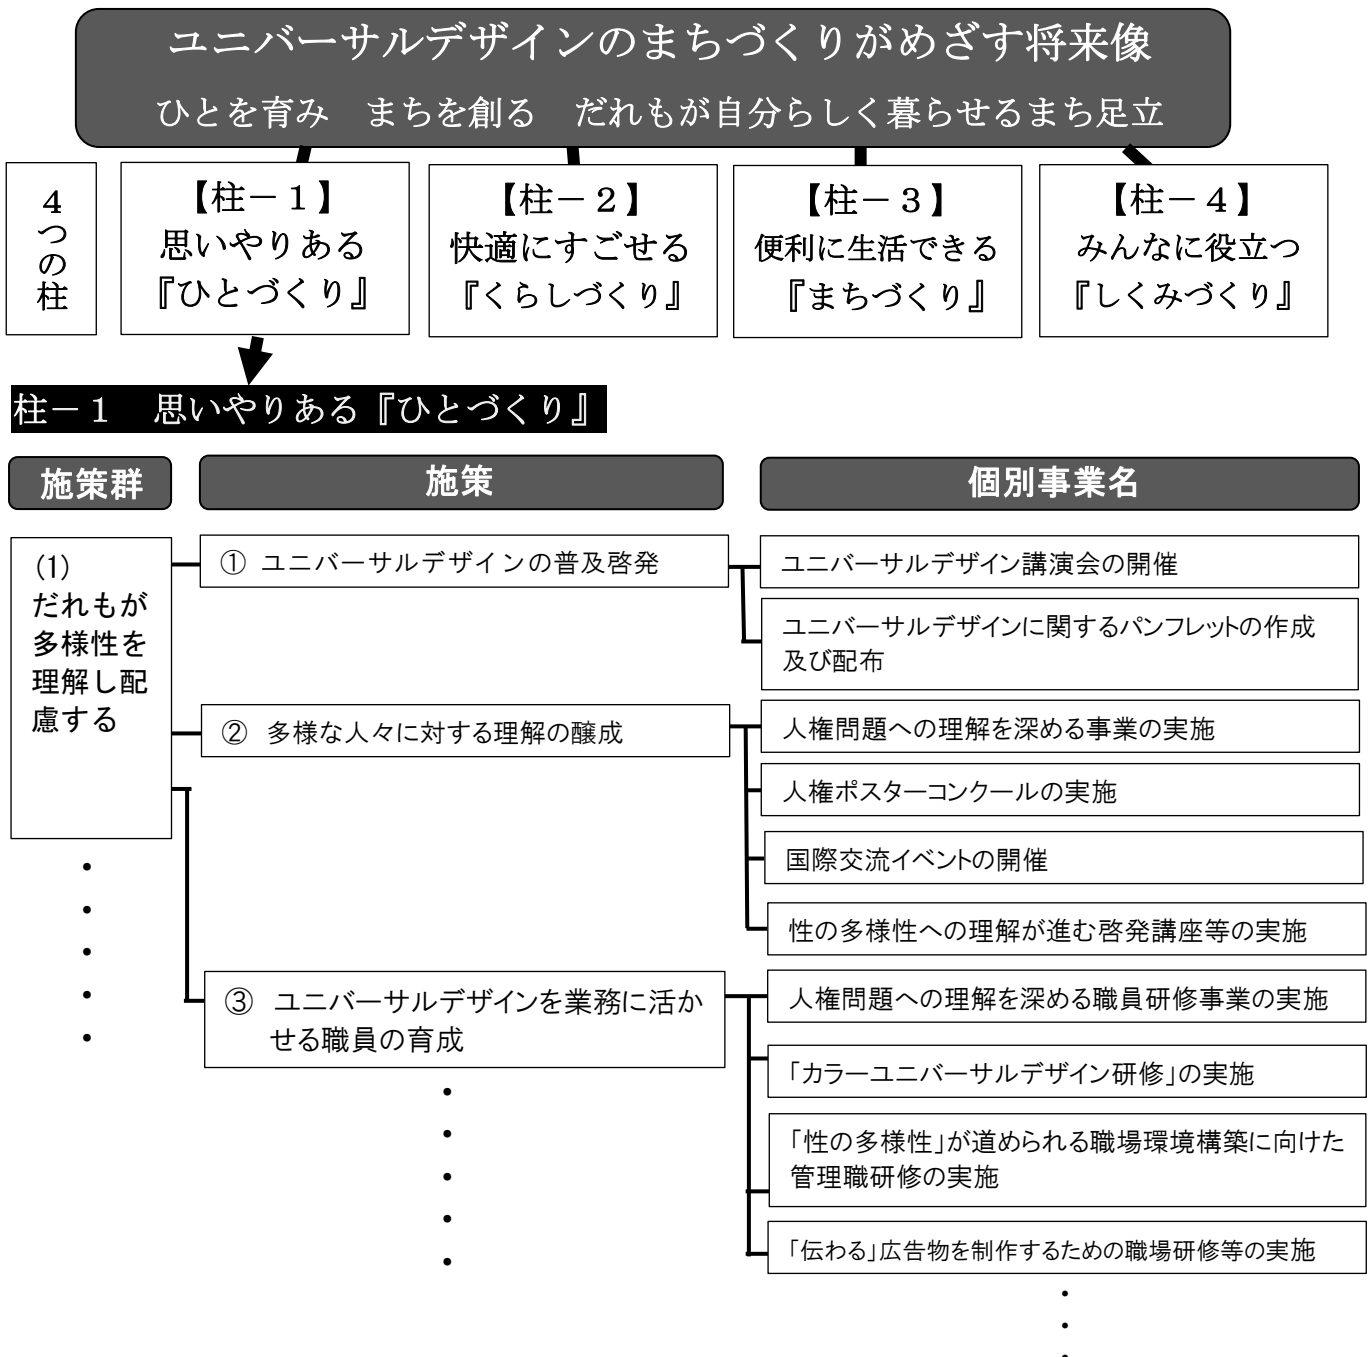 ユニバーサルデザインのまちづくりがめざす将来像
ひとを育み　まちを創る　だれもが自分らしく暮らせるまち足立
4つの柱
【柱－１】
思いやりある
『ひとづくり』
【柱－２】
快適にすごせる
『くらしづくり』
【柱－３】
便利に生活できる
『まちづくり』
【柱－４】
みんなに役立つ
『しくみづくり』
柱－１　思いやりある『ひとづくり』
施策群
施策
個別事業名
(1)
だれもが
多様性を
理解し配
慮する
① ユニバーサルデザインの普及啓発
ユニバーサルデザイン講演会の開催
ユニバーサルデザインに関するパンフレットの作成
及び配布
② 多様な人々に対する理解の醸成
人権問題への理解を深める事業の実施
人権ポスターコンクールの実施
国際交流イベントの開催
性の多様性への理解が進む啓発講座等の実施
③ ユニバーサルデザインを業務に活か
せる職員の育成
人権問題への理解を深める職員研修事業の実施
「カラーユニバーサルデザイン研修」の実施
「性の多様性」が道められる職場環境構築に向けた
管理職研修の実施
「伝わる」広告物を制作するための職場研修等の実施